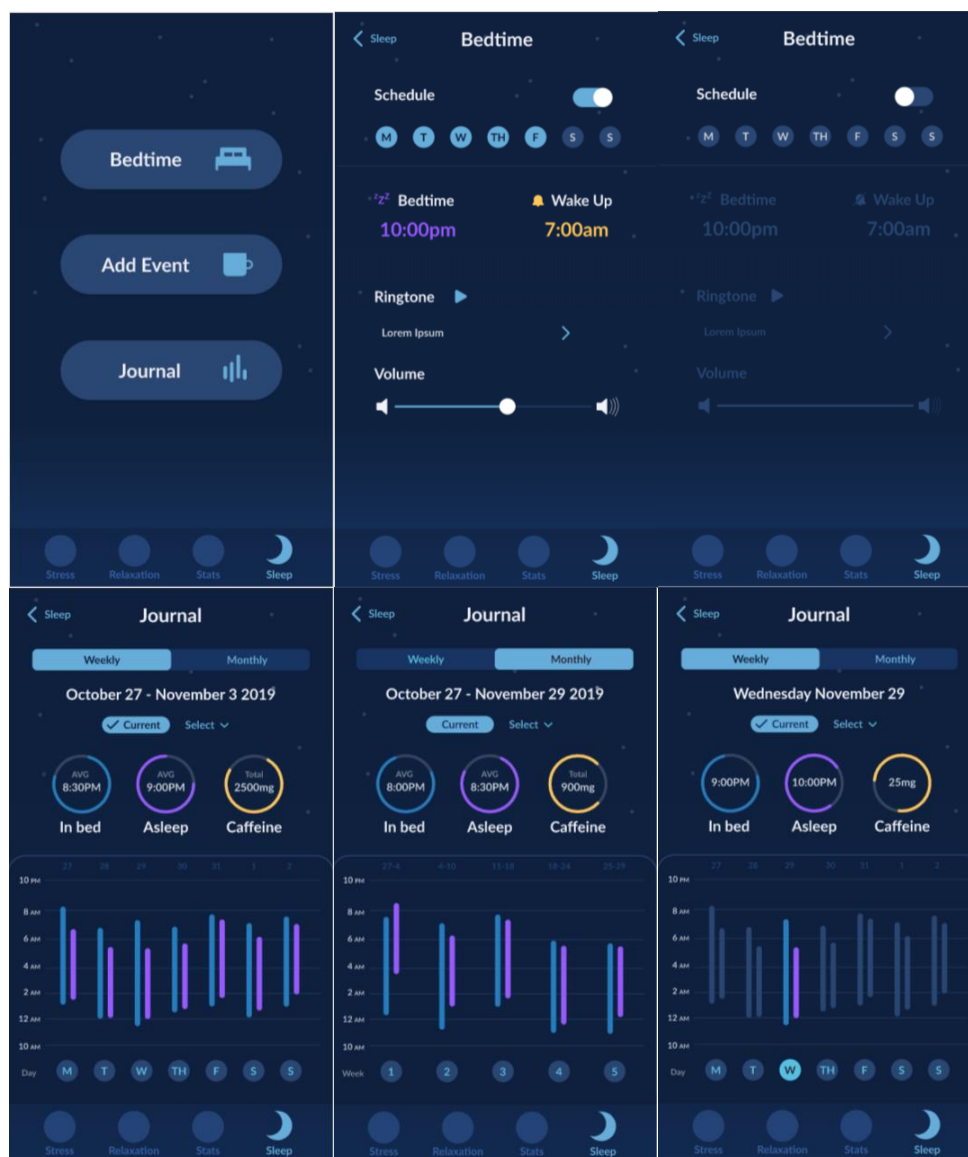 Bedtime
Add Event
Journal
Stress Relaxation Stats Sleep
Sleep Bedtime
Schedule
M T W TH F S S
zZZ Bedtime Wake Up
10:00pm 7:00am
Ringtone
Lorem Ipsum
Volume
Stress Relaxation Stats Sleep
Sleep Bedtime
Schedule
M T W TH F S S
zZZ Bedtime Wake Up
10:00pm 7:00am
Ringtone
Lorem Ipsum
Volume
Stress Relaxation Stats Sleep
Sleep Journal
Weekly Monthly
October 27 - November 3 2019
Current Select
AVG AVG Total
8:30PM 9:00PM 2500mg
In bed Asleep Caffeine
27 28 29 30 31 1 2
10 PM
8 AM
6 AM
4 AM
2 AM
12 AM
10 AM
Day M T W TH F S S
Stress Relaxation Stats Sleep
Sleep Journal
Weekly Monthly
October 27 - November 29 2019
Current Select
AVG AVG Total
8:00PM 8:30PM 900mg
In bed Asleep Caffeine
27-4 4-10 11-18 18-24 25-29
10 PM
8 AM
6 AM
4 AM
2 AM
12 AM
10 AM
Week 1 2 3 4 5
Stress Relaxation Stats Sleep
Sleep Journal
Weekly Monthly
Wednesday November 29
Current Select
9:00PM 10:00PM 25mg
In bed Asleep Caffeine
27 28 29 30 31 1 2
10 PM
8 AM
6 AM
4 AM
2 AM
12 AM
10 AM
Day M T W TH F S S
Stress Relaxation Stats Sleep